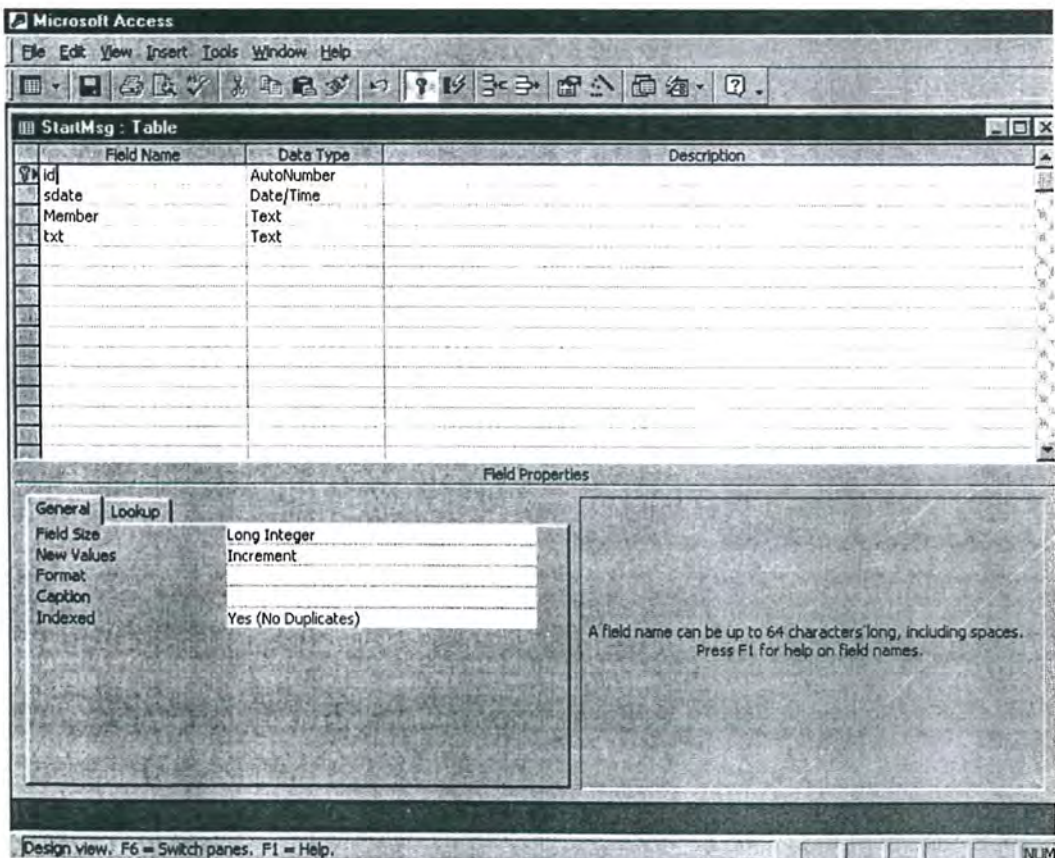 Microsoft Access
File Edit View Insert Tools Window Help
StartMsg : Table
Field Name Data Type Description
id AutoNumber
sdate Date/Time
Member Text
txt Text
Field Properties
General Lookup
Field Size Long Integer
New Values Increment
Format
Caption
Indexed Yes (No Duplicates)
A field name can be up to 64 characters long, including spaces.
Press F1 for help on field names.
Design view. F6 = Switch panes. F1 = Help. NUM